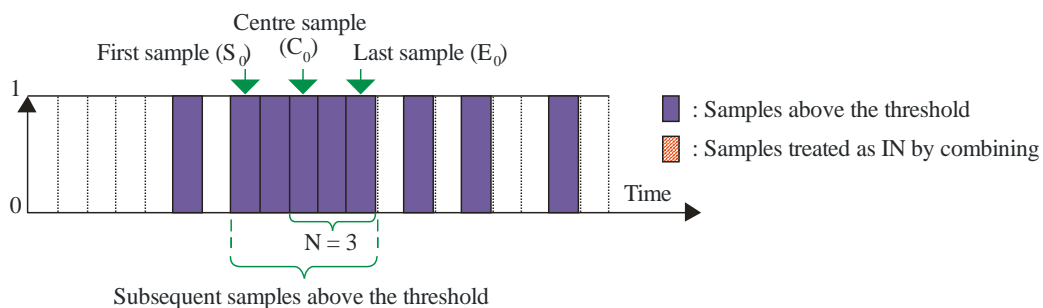 Centre sample
First sample (S0)
(C0)
Last sample (E0)
1
: Samples above the threshold
: Samples treated as IN by combining
Time
0
N = 3
Subsequent samples above the threshold